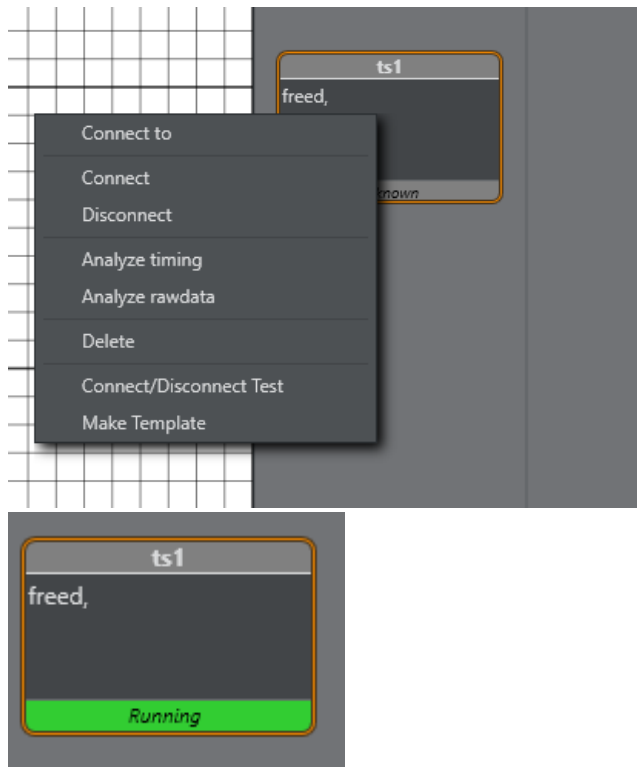 ts1
freed,
known
Connect to
Connect
Disconnect
Analyze timing
Analyze rawdata
Delete
Connect/Disconnect Test
Make Template
ts1
freed,
Running